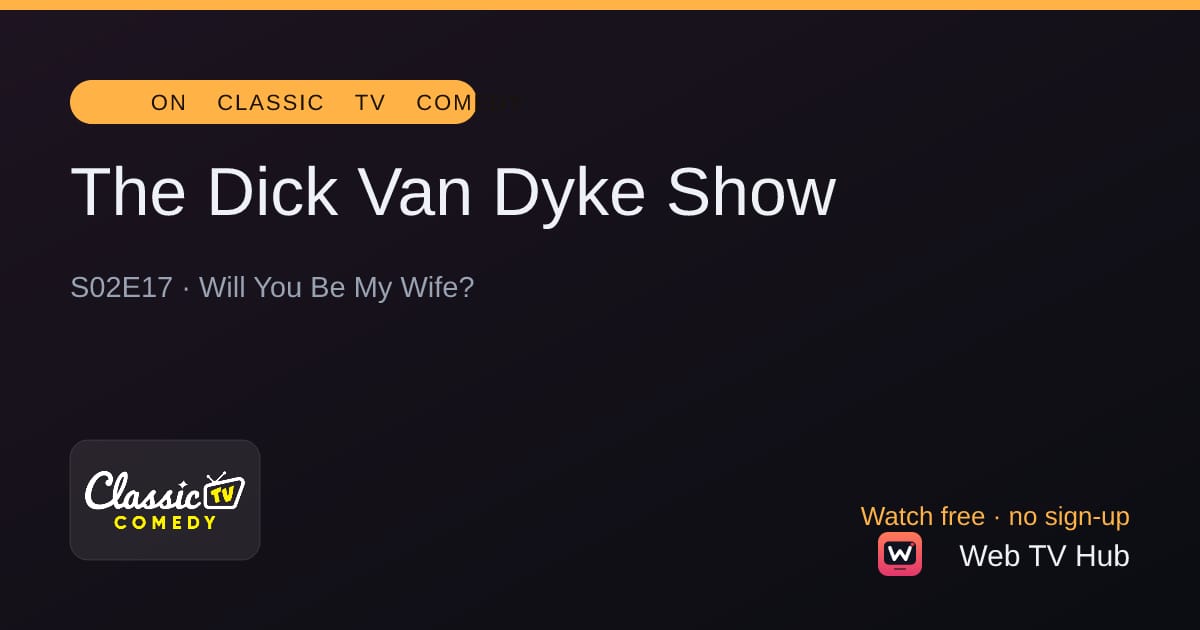 ON CLASSIC TV COM
The Dick Van Dyke Show
S02E17 · Will You Be My Wife?
Classic TV
COMEDY
Watch free · no sign-up
W Web TV Hub